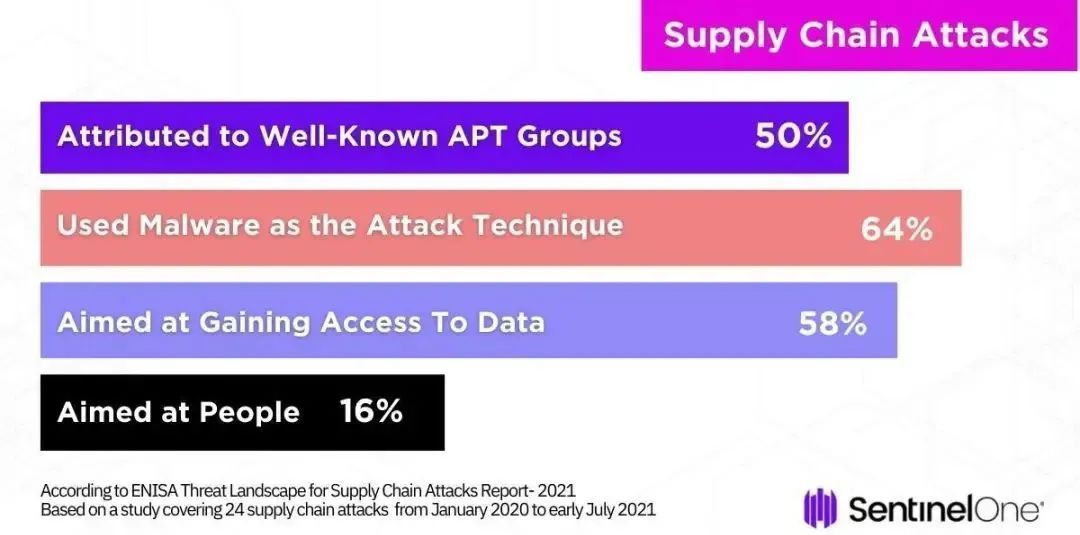 Supply Chain Attacks
Attributed to Well-Known APT Groups 50%
Used Malware as the Attack Technique 64%
Aimed at Gaining Access To Data 58%
Aimed at People 16%
According to ENISA Threat Landscape for Supply Chain Attacks Report- 2021
Based on a study covering 24 supply chain attacks from January 2020 to early July 2021
SentinelOne